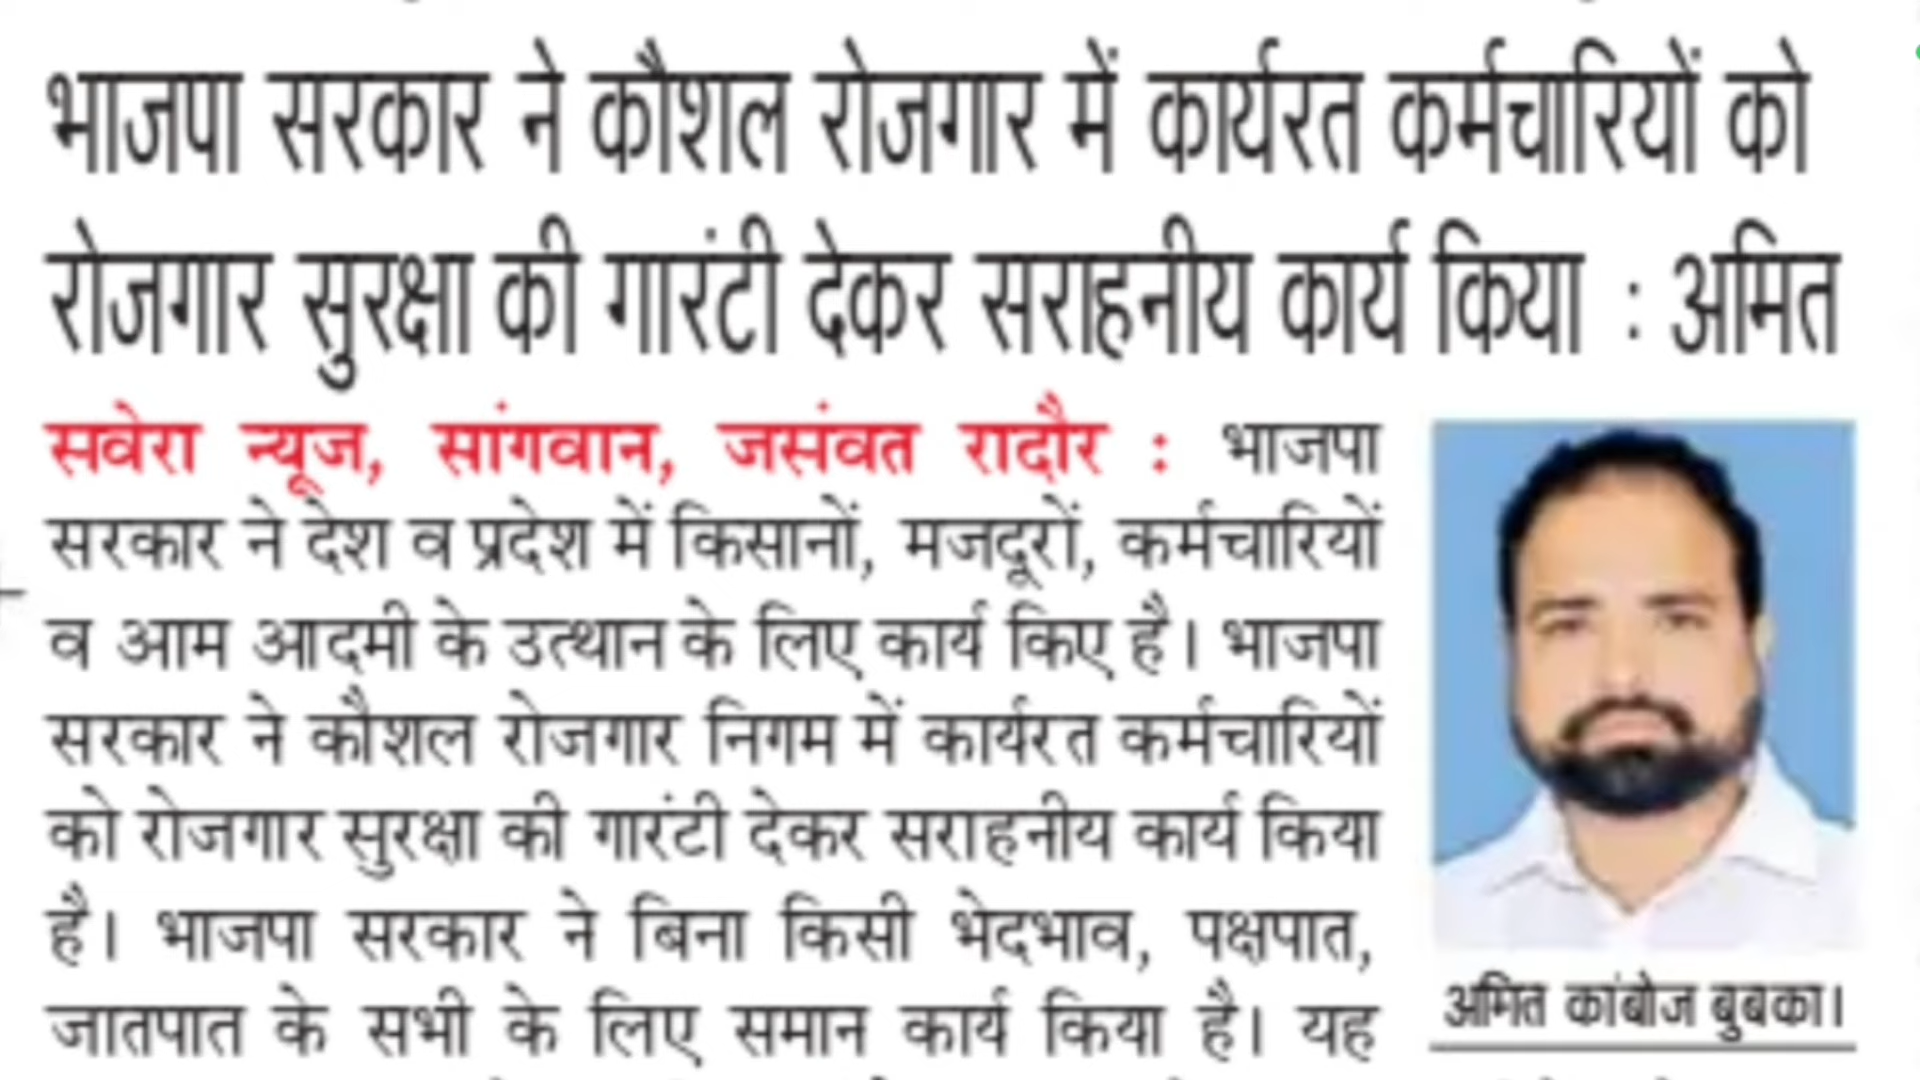 भाजपा सरकार ने कौशल रोजगार में कार्यरत कर्मचारियों को
रोजगार सुरक्षा की गारंटी देकर सराहनीय कार्य किया : अमित
सवेरा न्यूज, सांगवान, जसंवत रादौर : भाजपा
सरकार ने देश व प्रदेश में किसानों, मजदूरों, कर्मचारियों
व आम आदमी के उत्थान के लिए कार्य किए है। भाजपा
सरकार ने कौशल रोजगार निगम में कार्यरत कर्मचारियों
को रोजगार सुरक्षा की गारंटी देकर सराहनीय कार्य किया
है। भाजपा सरकार ने बिना किसी भेदभाव, पक्षपात,
जातपात के सभी के लिए समान कार्य किया है। यह
अमित कांबोज बुबका।